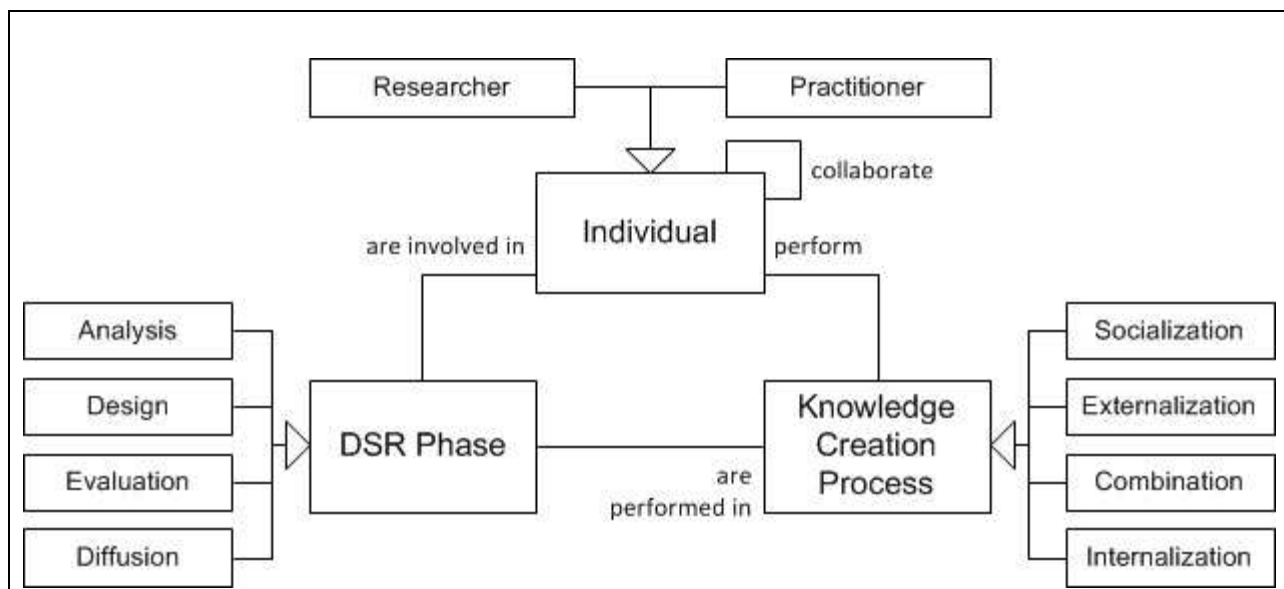 Researcher
Practitioner
collaborate
Individual
are involved in
perform
Analysis
Design
Evaluation
Diffusion
DSR Phase
are
performed in
Knowledge
Creation
Process
Socialization
Externalization
Combination
Internalization